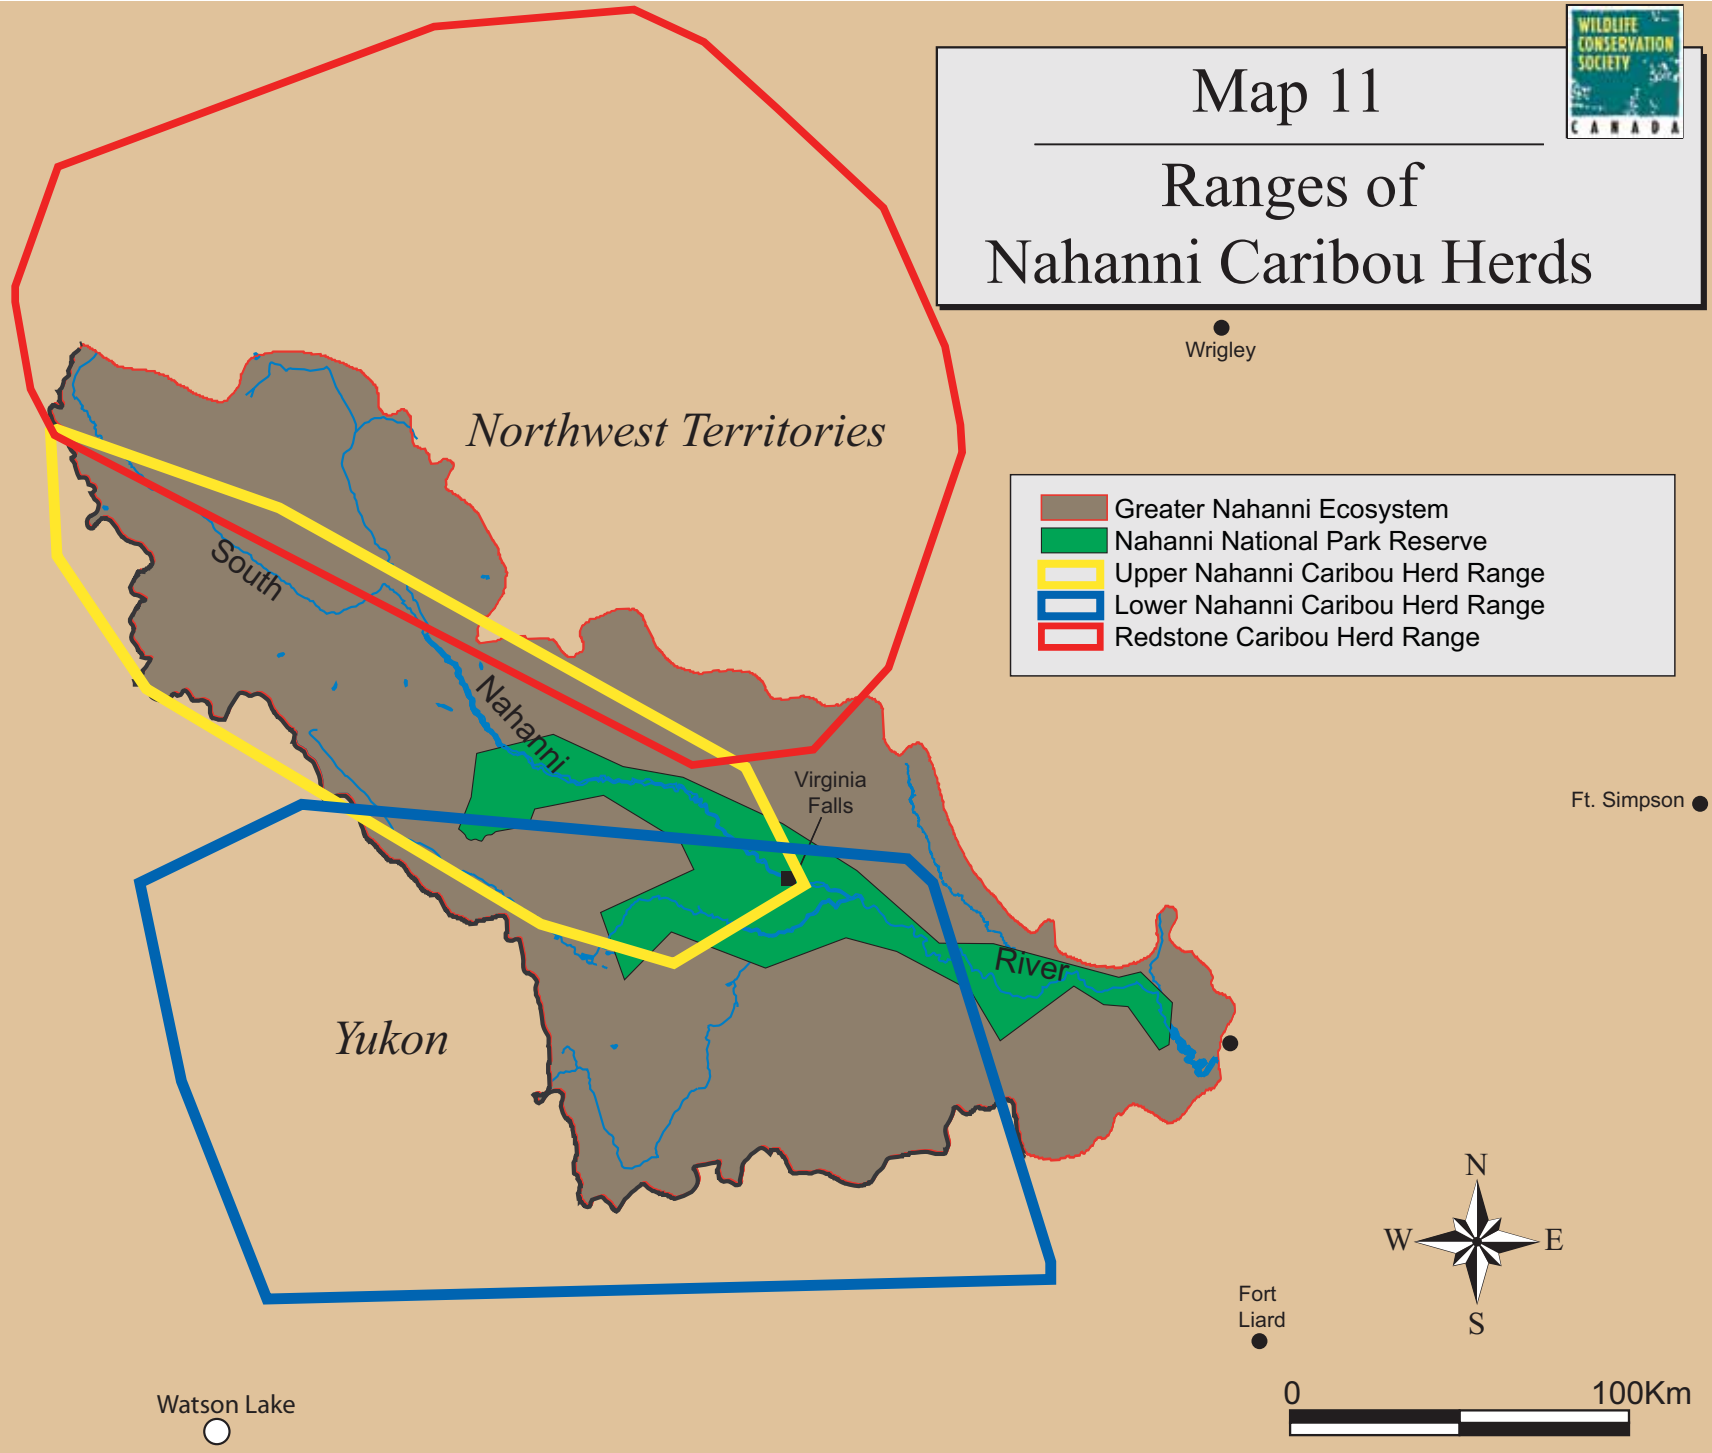 WILDLIFE
CONSERVATION
SOCIETY
CANADA
Map 11
Ranges of
Nahanni Caribou Herds
Wrigley
Northwest Territories
Greater Nahanni Ecosystem
Nahanni National Park Reserve
Upper Nahanni Caribou Herd Range
Lower Nahanni Caribou Herd Range
Redstone Caribou Herd Range
South
Nahanni
Virginia
Falls
Ft. Simpson
River
Yukon
N
W
E
S
Fort
Liard
0
100Km
Watson Lake